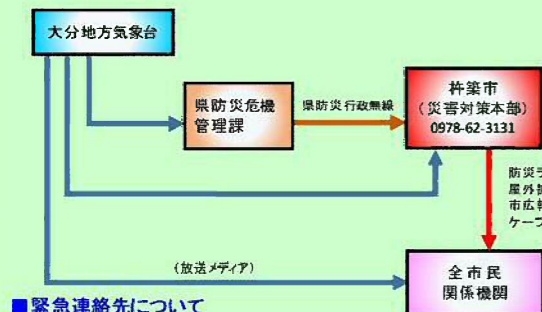 大分地方気象台
県防災危機
管理課
県防災行政無線
杵築市
(災害対策本部)
0978-62-3131
防災
屋外
市広
ケーブ
(放送メディア)
全市民
関係機関
■緊急連絡先について